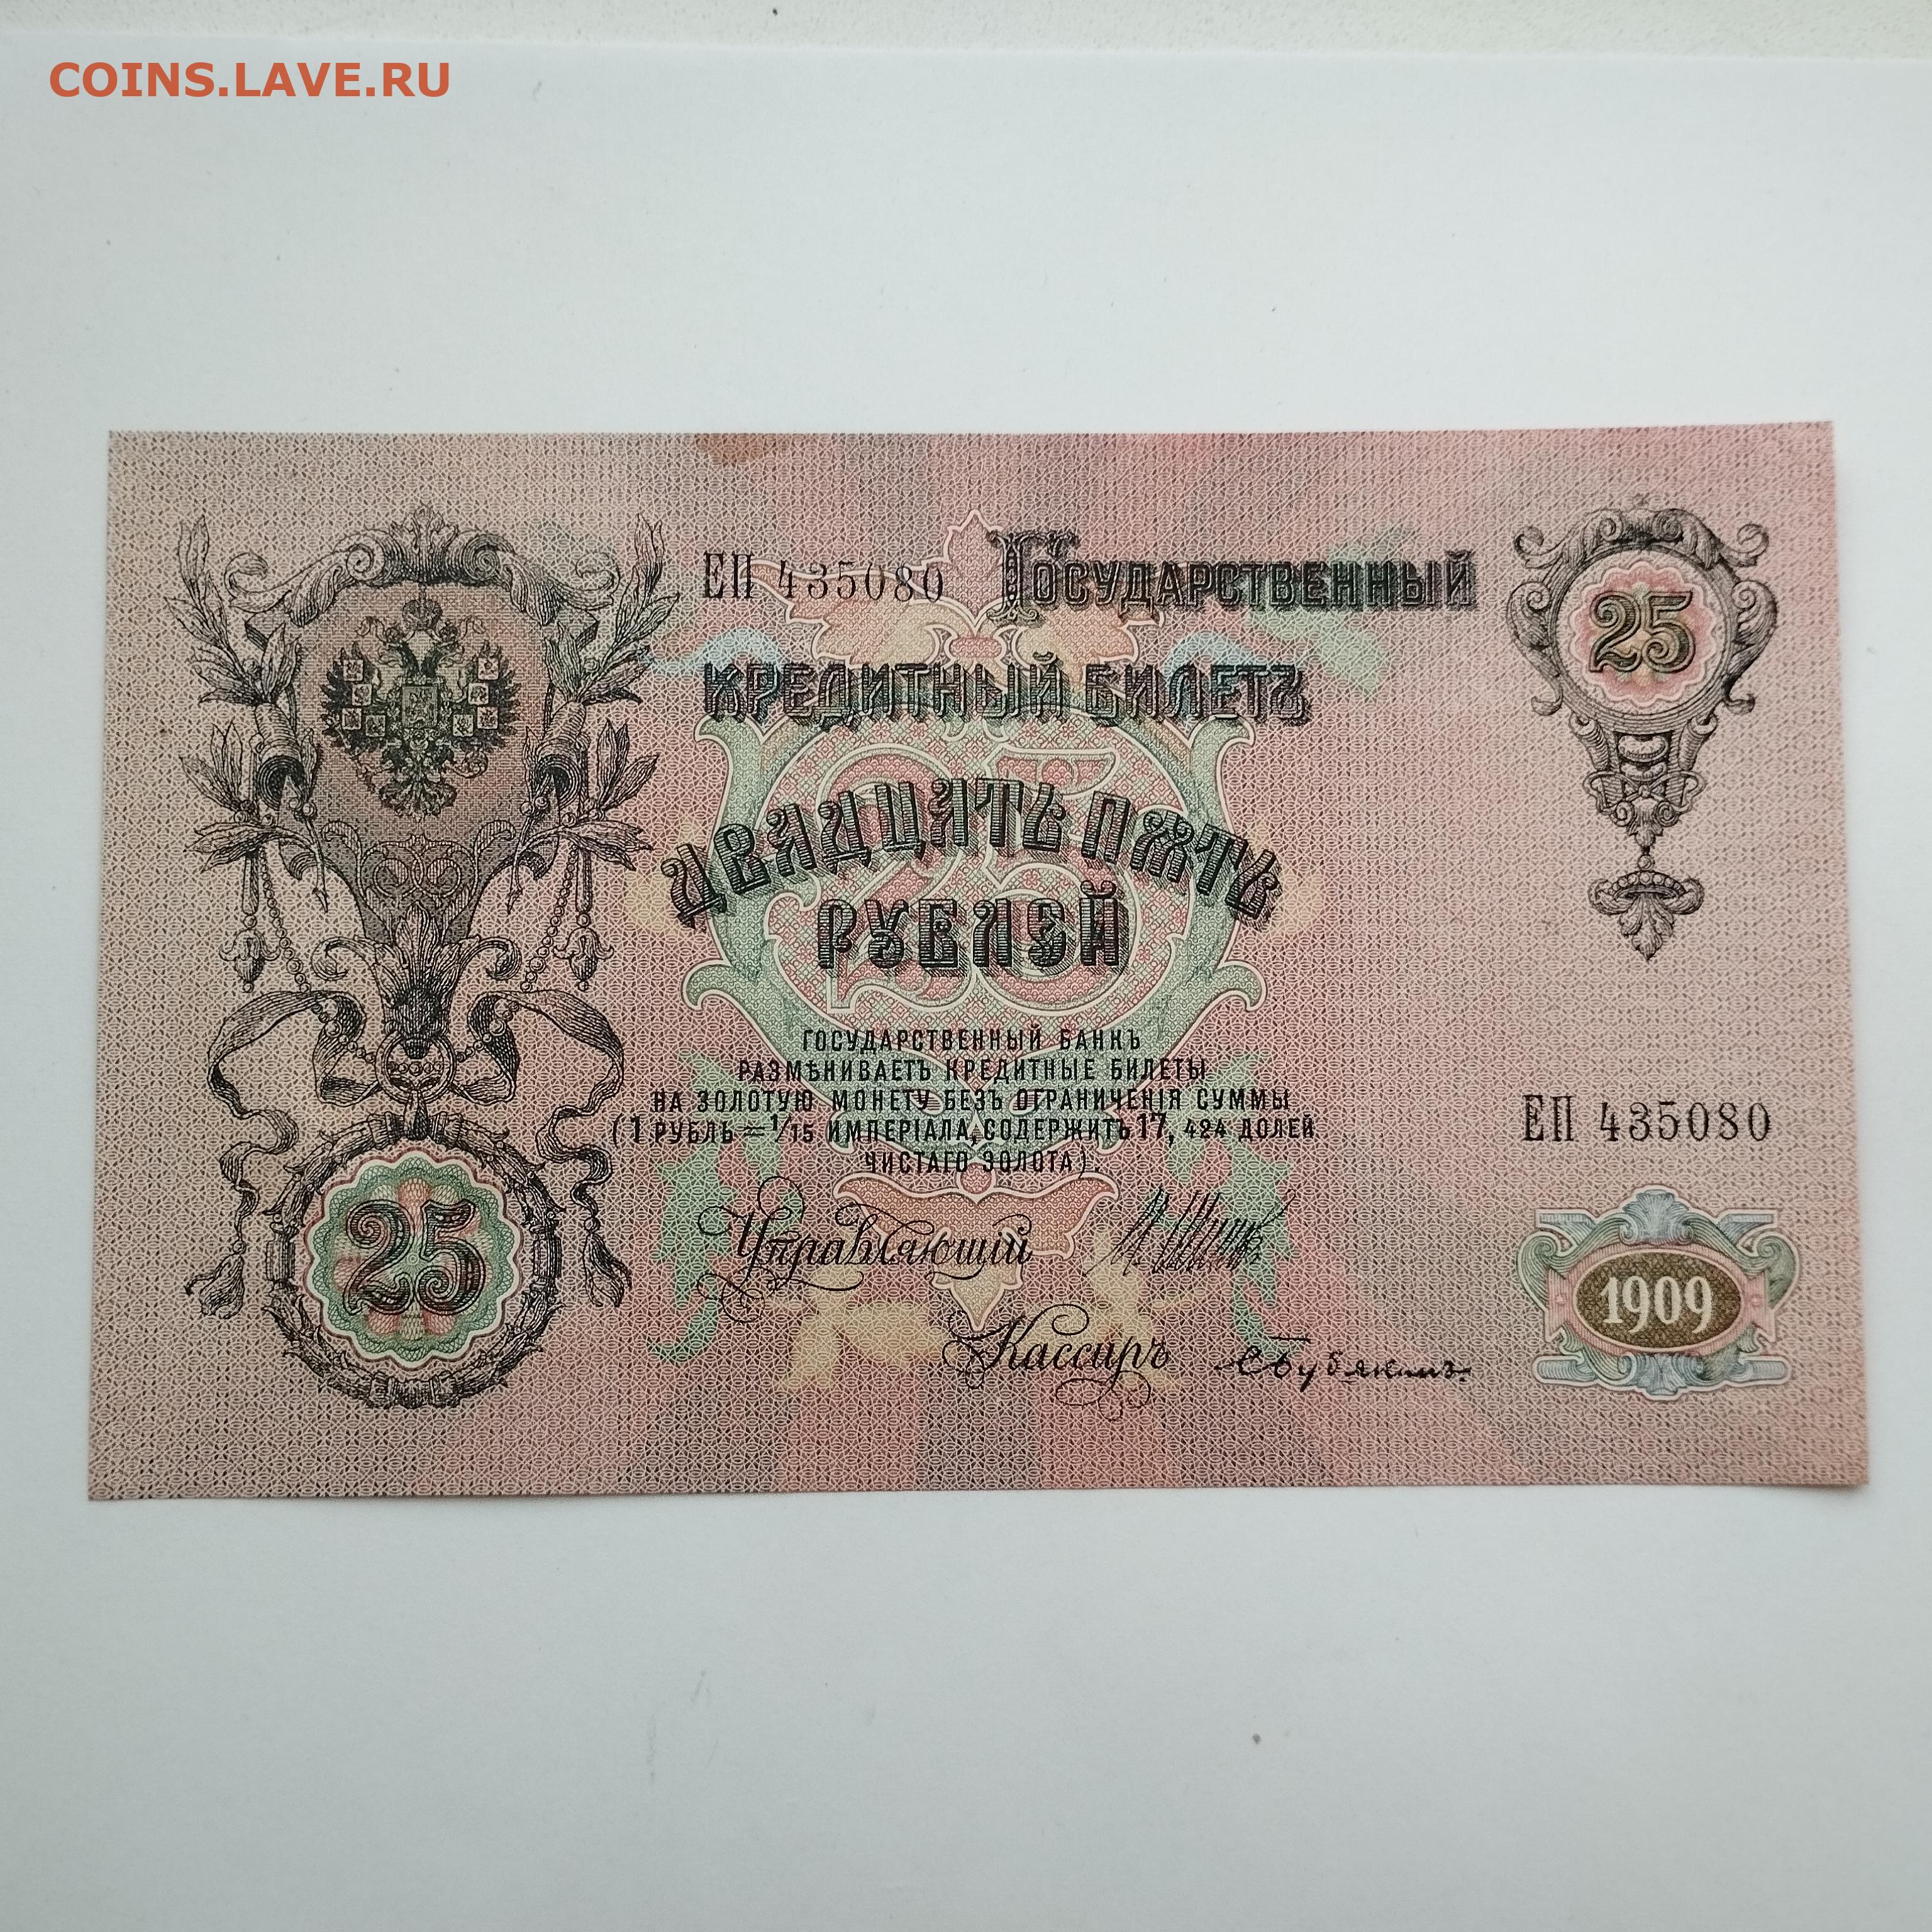 COINS.LAVE.RU
ЕП 435080 Государственный
25
КРЕДИТНЫЙ БИЛЕТЪ
25
ДВАДЦАТЬ ПЯТЬ
РУБЛЕЙ
ГОСУДАРСТВЕННЫЙ БАНКЪ
РАЗМѢНИВАЕТЪ КРЕДИТНЫЕ БИЛЕТЫ
НА ЗОЛОТУЮ МОНЕТУ БЕЗЪ ОГРАНИЧЕНІЯ СУММЫ
(1 РУБЛЬ = 1/15 ИМПЕРІАЛА, СОДЕРЖИТЪ 17, 424 ДОЛЕЙ
ЧИСТАГО ЗОЛОТА).
ЕП 435080
25
Управляющій
1909
Кассиръ